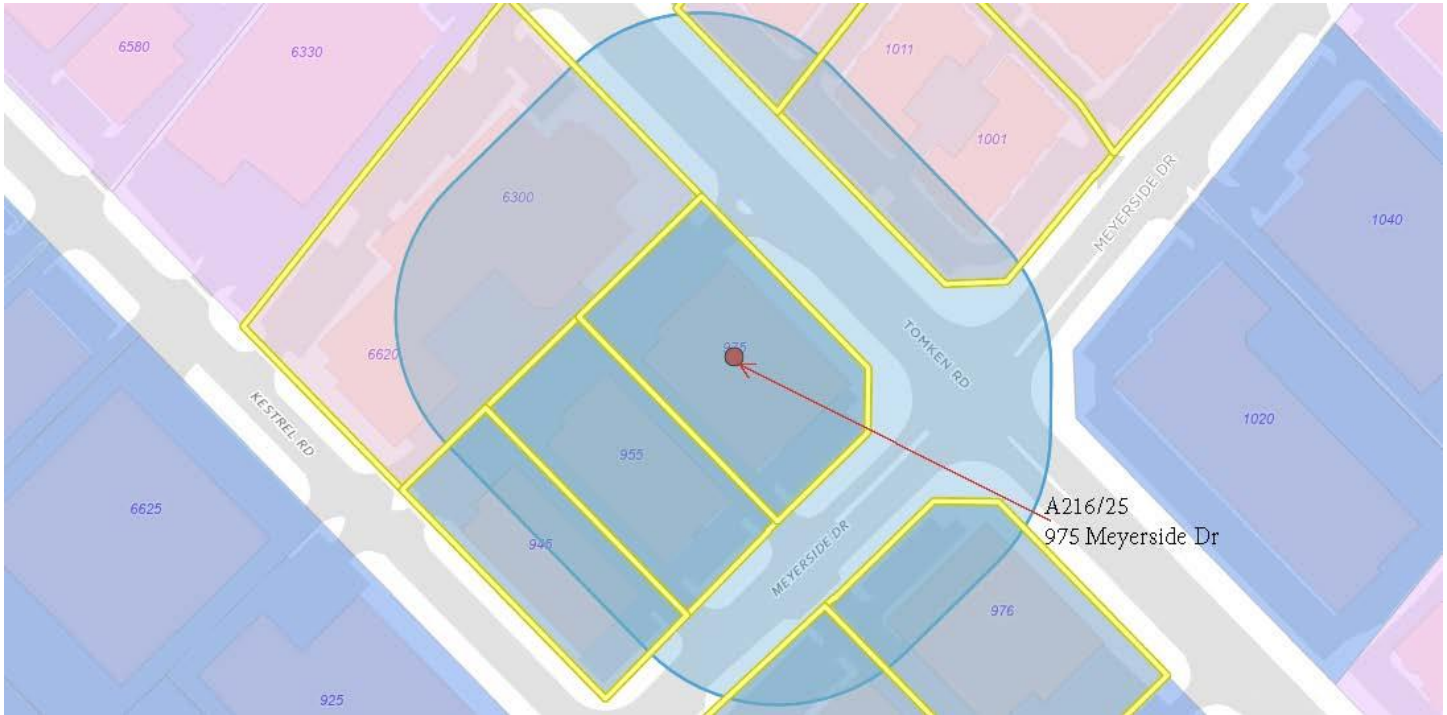 6580
6330
1011
1001
MEYERSIDE DR
6300
1040
TOMKEN RD
975
6620
KESTREL RD
1020
955
6625
A216/25
975 Meyerside Dr
945
MEYERSIDE DR
976
925